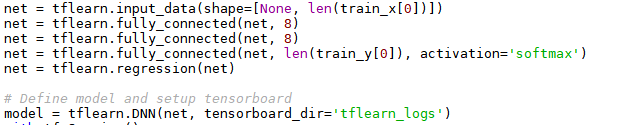 net = tflearn.input_data(shape=[None, len(train_x[0])])
net = tflearn.fully_connected(net, 8)
net = tflearn.fully_connected(net, 8)
net = tflearn.fully_connected(net, len(train_y[0]), activation='softmax')
net = tflearn.regression(net)
# Define model and setup tensorboard
model = tflearn.DNN(net, tensorboard_dir='tflearn_logs')